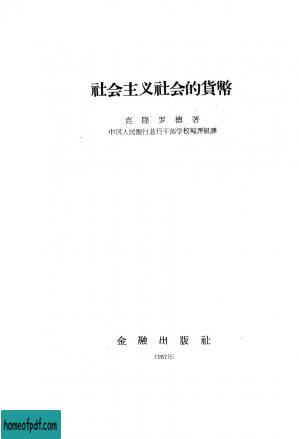 社会主义社会的貨幣
克隆罗德著
中国人民銀行总行干部学校編譯組譯
金融出版社
1957年
homeofpdf.com